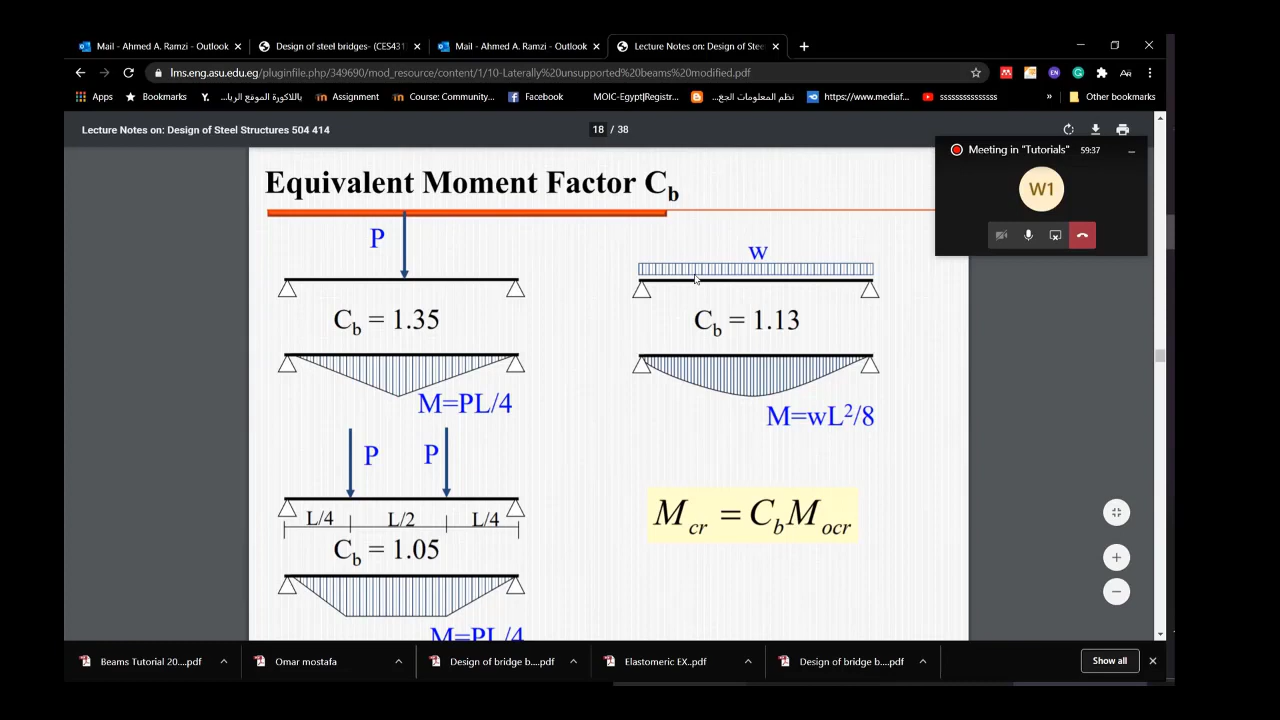 Mail - Ahmed A. Ramzi - Outlook
Design of steel bridges- (CES431
Mail - Ahmed A. Ramzi - Outlook
Lecture Notes on: Design of Stee
lms.eng.asu.edu.eg/pluginfile.php/349690/mod_resource/content/1/10-Laterally%20unsupported%20beams%20modified.pdf
Apps
Bookmarks
باللاكورة الموقع الريا...
Assignment
Course: Community...
Facebook
MOIC-Egypt|Registr...
نظم المعلومات الجغ...
https://www.mediaf...
sssssssssssssss
»
Other bookmarks
Lecture Notes on: Design of Steel Structures 504 414
18 / 38
Meeting in "Tutorials"
59:37
W1
Equivalent Moment Factor Cb
P
w
Cb = 1.35
Cb = 1.13
M=PL/4
M=wL²/8
P
P
L/4
L/2
L/4
Cb = 1.05
Mcr = CbMocr
M=PL/4
Beams Tutorial 20....pdf
Omar mostafa
Design of bridge b....pdf
Elastomeric EX..pdf
Design of bridge b....pdf
Show all